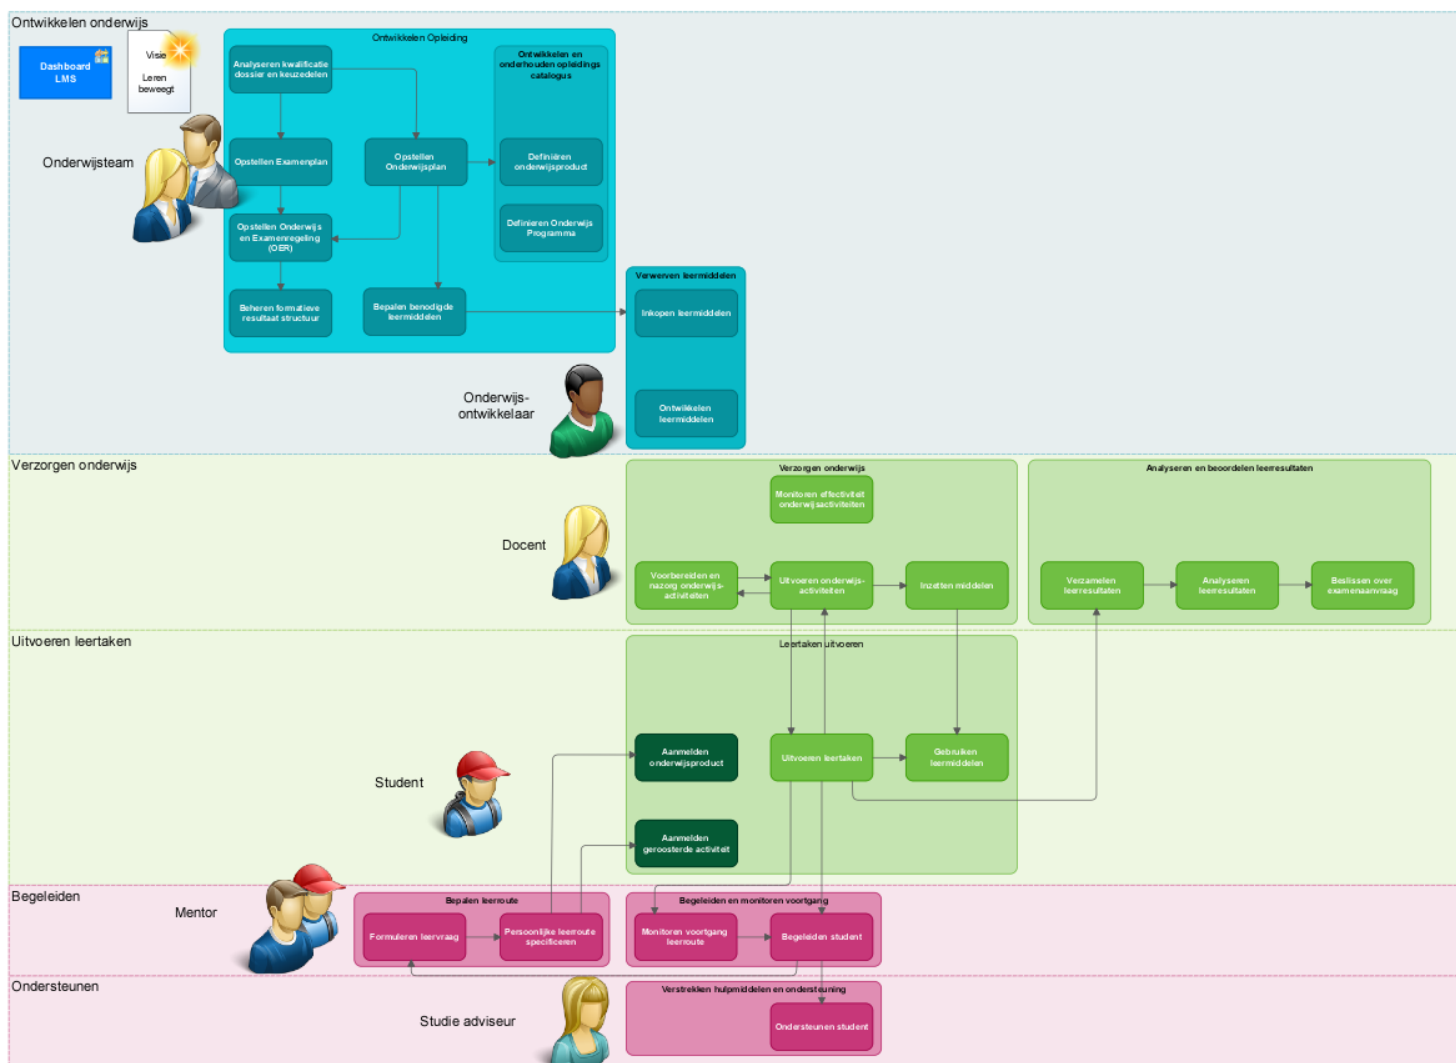 Ontwikkelen onderwijs
Dashboard
LMS
Visie
Leren
beweegt
Onderwijsteam
Ontwikkelen Opleiding
Analyseren kwalificatie
dossier en keuzedelen
Ontwikkelen en
onderhouden opleidings
catalogus
Opstellen Examenplan
Opstellen
Onderwijsplan
Definiëren
onderwijsproduct
Opstellen Onderwijs
en Examenregeling
(OER)
Definieren Onderwijs
Programma
Beheren formatieve
resultaat structuur
Bepalen benodigde
leermiddelen
Verwerven leermiddelen
Inkopen leermiddelen
Ontwikkelen
leermiddelen
Onderwijs-
ontwikkelaar
Verzorgen onderwijs
Docent
Verzorgen onderwijs
Monitoren effectiviteit
onderwijsactiviteiten
Voorbereiden en
nazorg onderwijs-
activiteiten
Uitvoeren onderwijs-
activiteiten
Inzetten middelen
Analyseren en beoordelen leerresultaten
Verzamelen
leerresultaten
Analyseren
leerresultaten
Beslissen over
examenaanvraag
Uitvoeren leertaken
Student
Leertaken uitvoeren
Aanmelden
onderwijsproduct
Uitvoeren leertaken
Gebruiken
leermiddelen
Aanmelden
geroosterde activiteit
Begeleiden
Mentor
Bepalen leerroute
Formuleren leervraag
Persoonlijke leerroute
specificeren
Begeleiden en monitoren voortgang
Monitoren voortgang
leerroute
Begeleiden student
Ondersteunen
Studie adviseur
Verstrekken hulpmiddelen en ondersteuning
Ondersteunen student